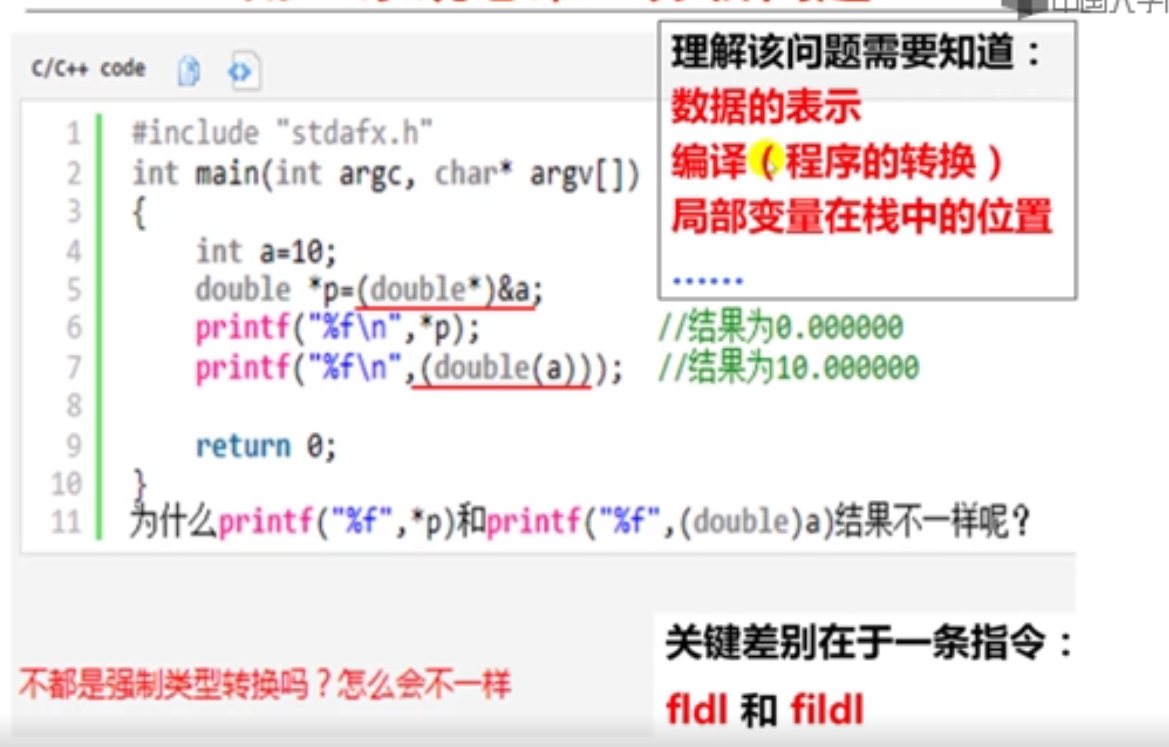 理解该问题需要知道：
数据的表示
编译（程序的转换）
局部变量在栈中的位置
……
C/C++ code
1 #include "stdafx.h"
2 int main(int argc, char* argv[])
3 {
4 int a=10;
5 double *p=(double*)&a;
6 printf("%f\n",*p); //结果为0.000000
7 printf("%f\n",(double(a))); //结果为10.000000
8
9 return 0;
10 }
11 为什么printf("%f",*p)和printf("%f",(double)a)结果不一样呢？
不都是强制类型转换吗？怎么会不一样
关键差别在于一条指令：
fldl 和 fildl